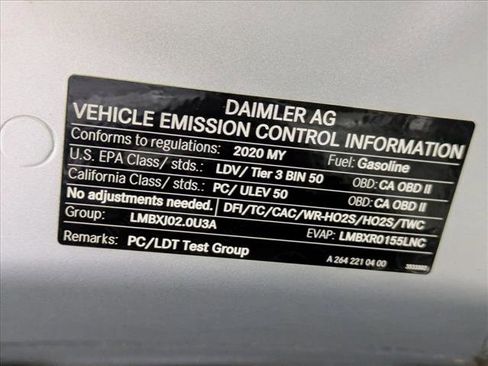 DAIMLER AG
VEHICLE EMISSION CONTROL INFORMATION
Conforms to regulations: 2020 MY Fuel: Gasoline
U.S. EPA Class/ stds.: LDV/ Tier 3 BIN 50 OBD: CA OBD II
California Class/ stds.: PC/ ULEV 50 OBD: CA OBD II
No adjustments needed. DFI/TC/CAC/WR-HO2S/HO2S/TWC
Group: LMBXJ02.0U3A EVAP: LMBXR0155LNC
Remarks: PC/LDT Test Group A 264 221 04 00